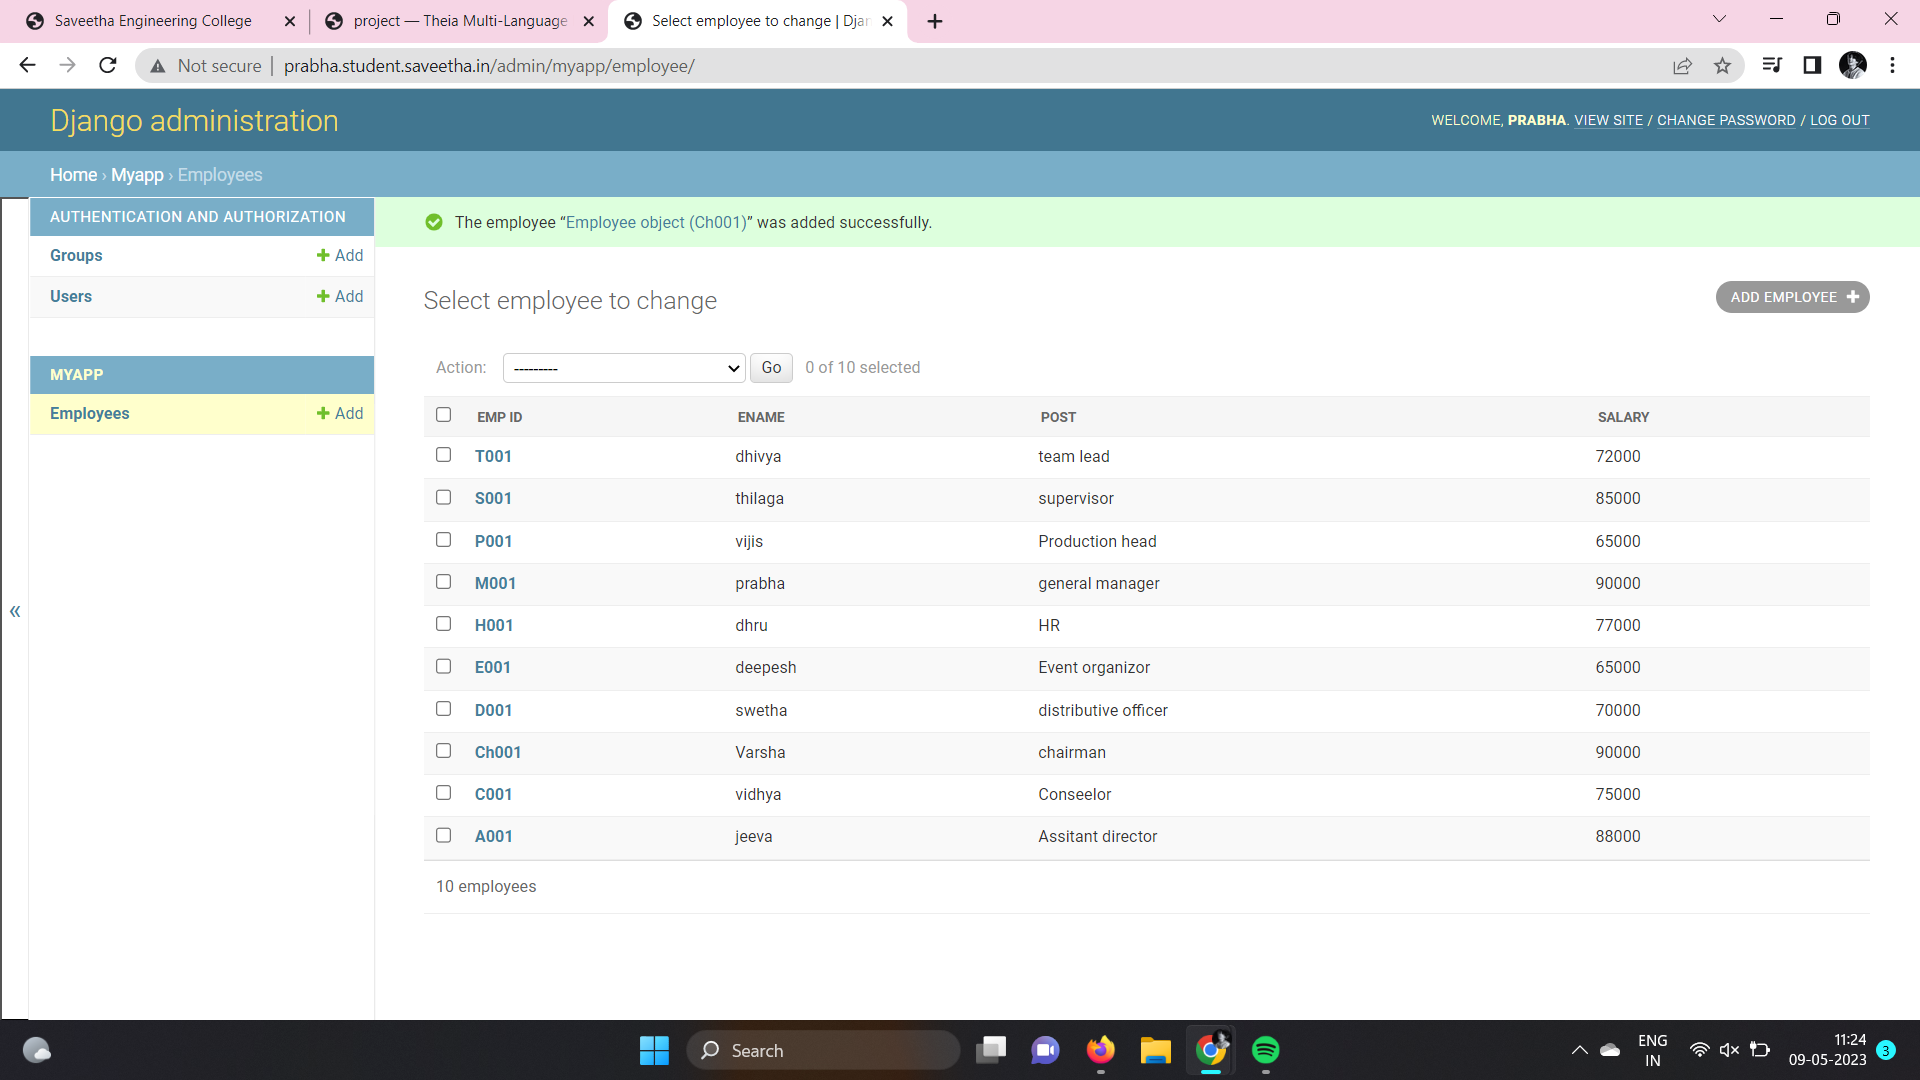 Saveetha Engineering College
project — Theia Multi-Language
Select employee to change | Djan
Not secure | prabha.student.saveetha.in/admin/myapp/employee/
Django administration
WELCOME, PRABHA. VIEW SITE / CHANGE PASSWORD / LOG OUT
Home › Myapp › Employees
AUTHENTICATION AND AUTHORIZATION
Groups + Add
Users + Add
MYAPP
Employees + Add
«
The employee “Employee object (Ch001)” was added successfully.
Select employee to change
ADD EMPLOYEE +
Action: --------- Go 0 of 10 selected
EMP ID ENAME POST SALARY
T001 dhivya team lead 72000
S001 thilaga supervisor 85000
P001 vijis Production head 65000
M001 prabha general manager 90000
H001 dhru HR 77000
E001 deepesh Event organizor 65000
D001 swetha distributive officer 70000
Ch001 Varsha chairman 90000
C001 vidhya Conseelor 75000
A001 jeeva Assitant director 88000
10 employees
Search
ENG
IN
11:24
09-05-2023
3